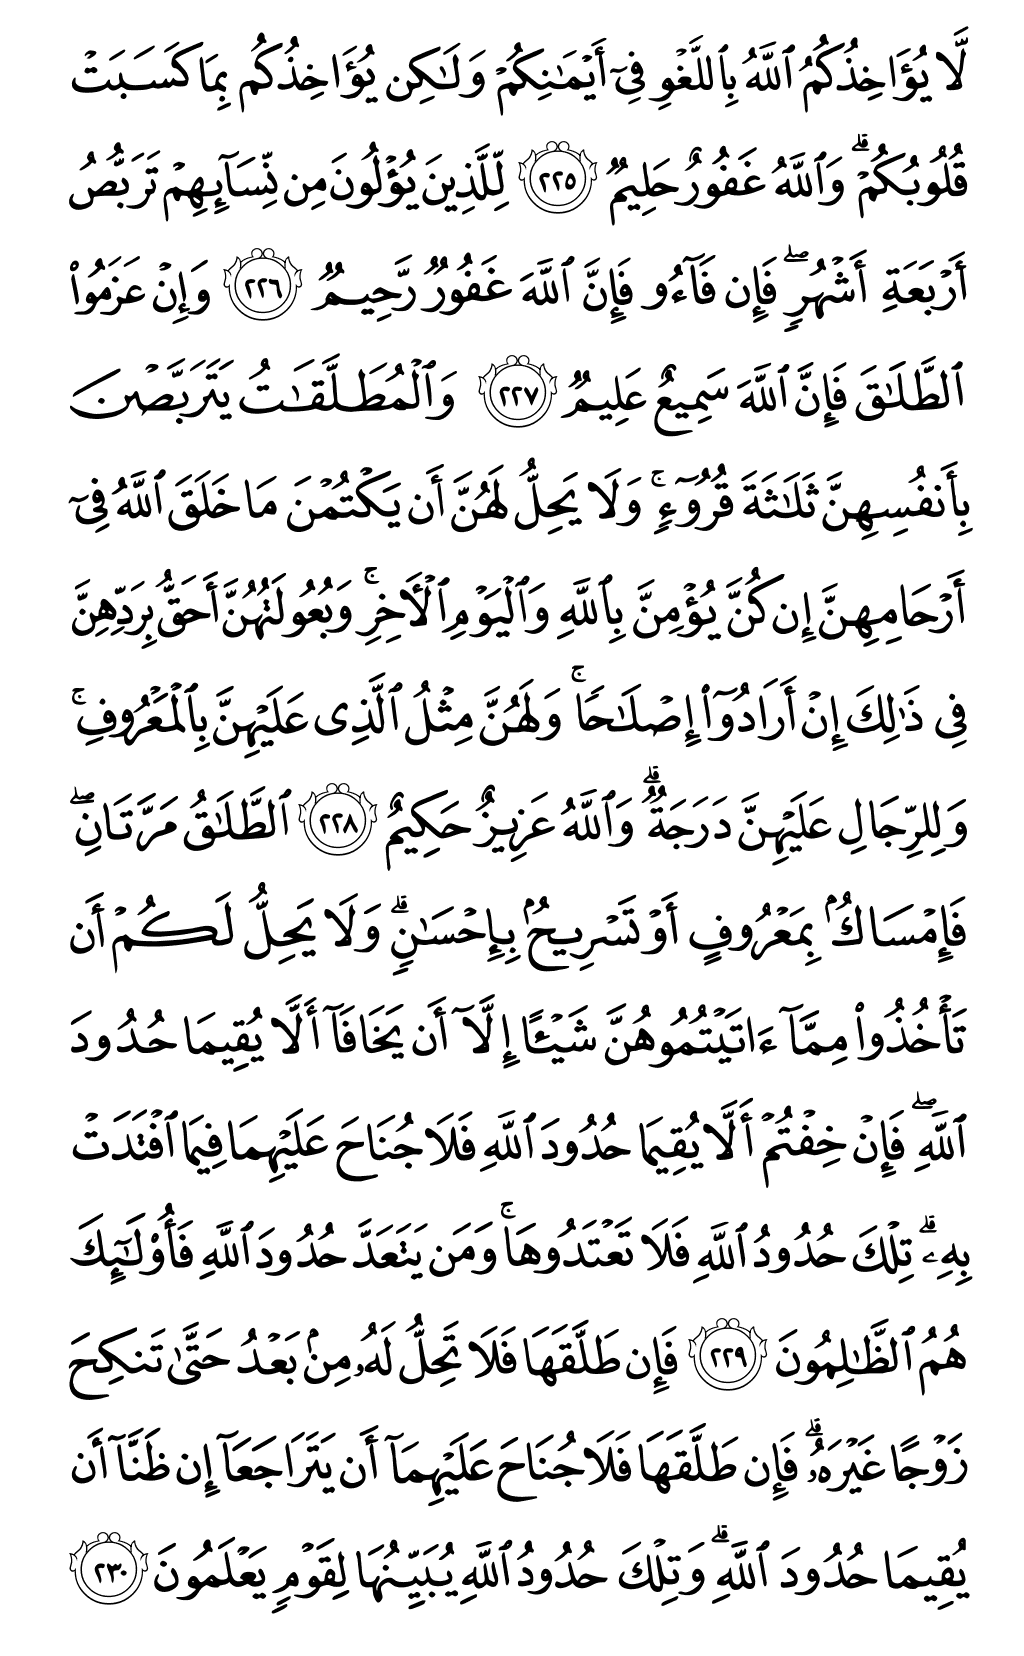 لَّا يُؤَاخِذُكُمُ ٱللَّهُ بِٱللَّغْوِ فِىٓ أَيْمَـٰنِكُمْ وَلَـٰكِن يُؤَاخِذُكُم بِمَا كَسَبَتْ
قُلُوبُكُمْ ۗ وَٱللَّهُ غَفُورٌ حَلِيمٌ ٢٢٥ لِّلَّذِينَ يُؤْلُونَ مِن نِّسَآئِهِمْ تَرَبُّصُ
أَرْبَعَةِ أَشْهُرٍ ۖ فَإِن فَآءُو فَإِنَّ ٱللَّهَ غَفُورٌ رَّحِيمٌ ٢٢٦ وَإِنْ عَزَمُوا۟
ٱلطَّلَـٰقَ فَإِنَّ ٱللَّهَ سَمِيعٌ عَلِيمٌ ٢٢٧ وَٱلْمُطَلَّقَـٰتُ يَتَرَبَّصْنَ
بِأَنفُسِهِنَّ ثَلَـٰثَةَ قُرُوٓءٍ ۚ وَلَا يَحِلُّ لَهُنَّ أَن يَكْتُمْنَ مَا خَلَقَ ٱللَّهُ فِىٓ
أَرْحَامِهِنَّ إِن كُنَّ يُؤْمِنَّ بِٱللَّهِ وَٱلْيَوْمِ ٱلْـَٔاخِرِ ۚ وَبُعُولَتُهُنَّ أَحَقُّ بِرَدِّهِنَّ
فِى ذَٰلِكَ إِنْ أَرَادُوٓا۟ إِصْلَـٰحًا ۚ وَلَهُنَّ مِثْلُ ٱلَّذِى عَلَيْهِنَّ بِٱلْمَعْرُوفِ ۚ
وَلِلرِّجَالِ عَلَيْهِنَّ دَرَجَةٌ ۗ وَٱللَّهُ عَزِيزٌ حَكِيمٌ ٢٢٨ ٱلطَّلَـٰقُ مَرَّتَانِ ۖ
فَإِمْسَاكٌۢ بِمَعْرُوفٍ أَوْ تَسْرِيحٌۢ بِإِحْسَـٰنٍ ۗ وَلَا يَحِلُّ لَكُمْ أَن
تَأْخُذُوا۟ مِمَّآ ءَاتَيْتُمُوهُنَّ شَيْـًٔا إِلَّآ أَن يَخَافَآ أَلَّا يُقِيمَا حُدُودَ
ٱللَّهِ ۖ فَإِنْ خِفْتُمْ أَلَّا يُقِيمَا حُدُودَ ٱللَّهِ فَلَا جُنَاحَ عَلَيْهِمَا فِيمَا ٱفْتَدَتْ
بِهِۦ ۗ تِلْكَ حُدُودُ ٱللَّهِ فَلَا تَعْتَدُوهَا ۚ وَمَن يَتَعَدَّ حُدُودَ ٱللَّهِ فَأُو۟لَـٰٓئِكَ
هُمُ ٱلظَّـٰلِمُونَ ٢٢٩ فَإِن طَلَّقَهَا فَلَا تَحِلُّ لَهُۥ مِنۢ بَعْدُ حَتَّىٰ تَنكِحَ
زَوْجًا غَيْرَهُۥ ۗ فَإِن طَلَّقَهَا فَلَا جُنَاحَ عَلَيْهِمَآ أَن يَتَرَاجَعَآ إِن ظَنَّآ أَن
يُقِيمَا حُدُودَ ٱللَّهِ ۗ وَتِلْكَ حُدُودُ ٱللَّهِ يُبَيِّنُهَا لِقَوْمٍ يَعْلَمُونَ ٢٣٠